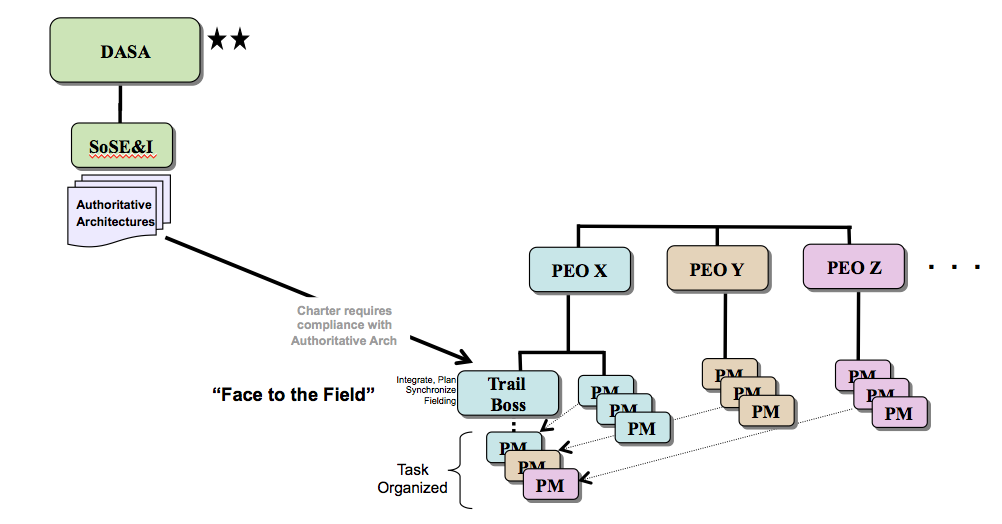 DASA
SoSE&I
Authoritative
Architectures
PEO X
PEO Y
PEO Z
. . .
Charter requires
compliance with
Authoritative Arch
“Face to the Field”
Integrate, Plan
Synchronize
Fielding
Trail
Boss
PM
PM
PM
PM
PM
PM
PM
PM
PM
Task
Organized
PM
PM
PM